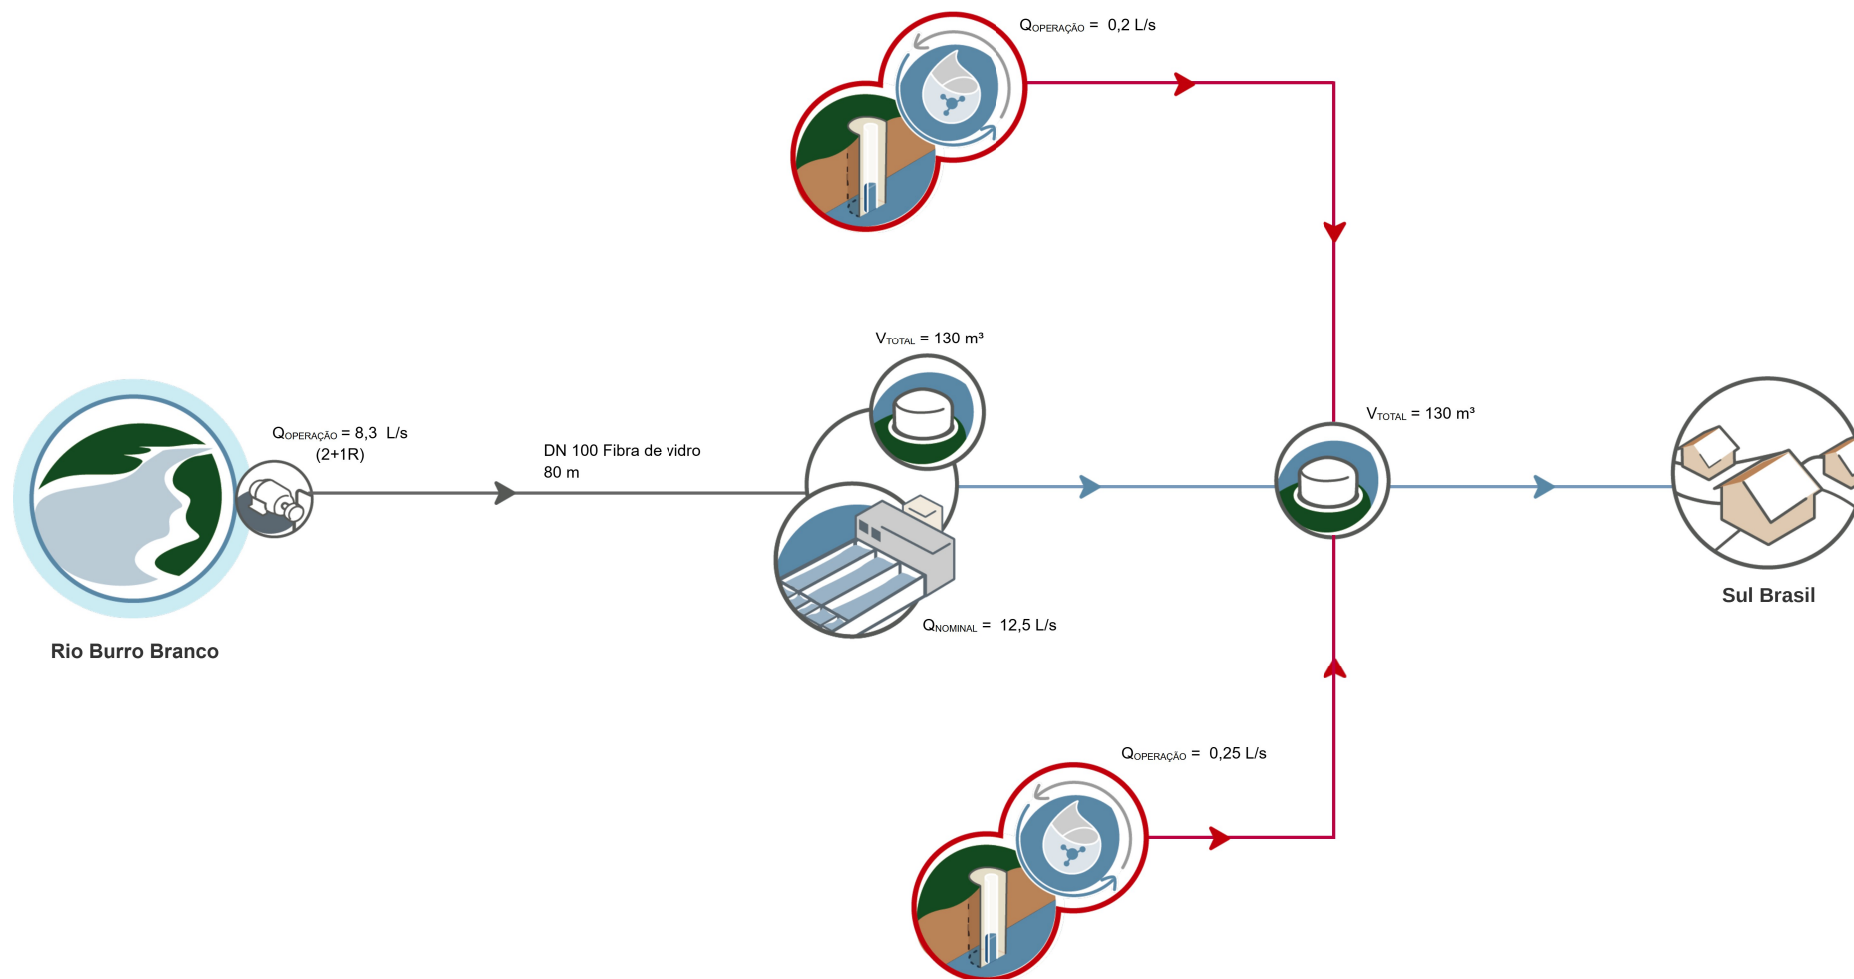 QOPERAÇÃO = 0,2 L/s
VTOTAL = 130 m³
VTOTAL = 130 m³
QOPERAÇÃO = 8,3 L/s
(2+1R)
DN 100 Fibra de vidro
80 m
Sul Brasil
QNOMINAL = 12,5 L/s
Rio Burro Branco
QOPERAÇÃO = 0,25 L/s